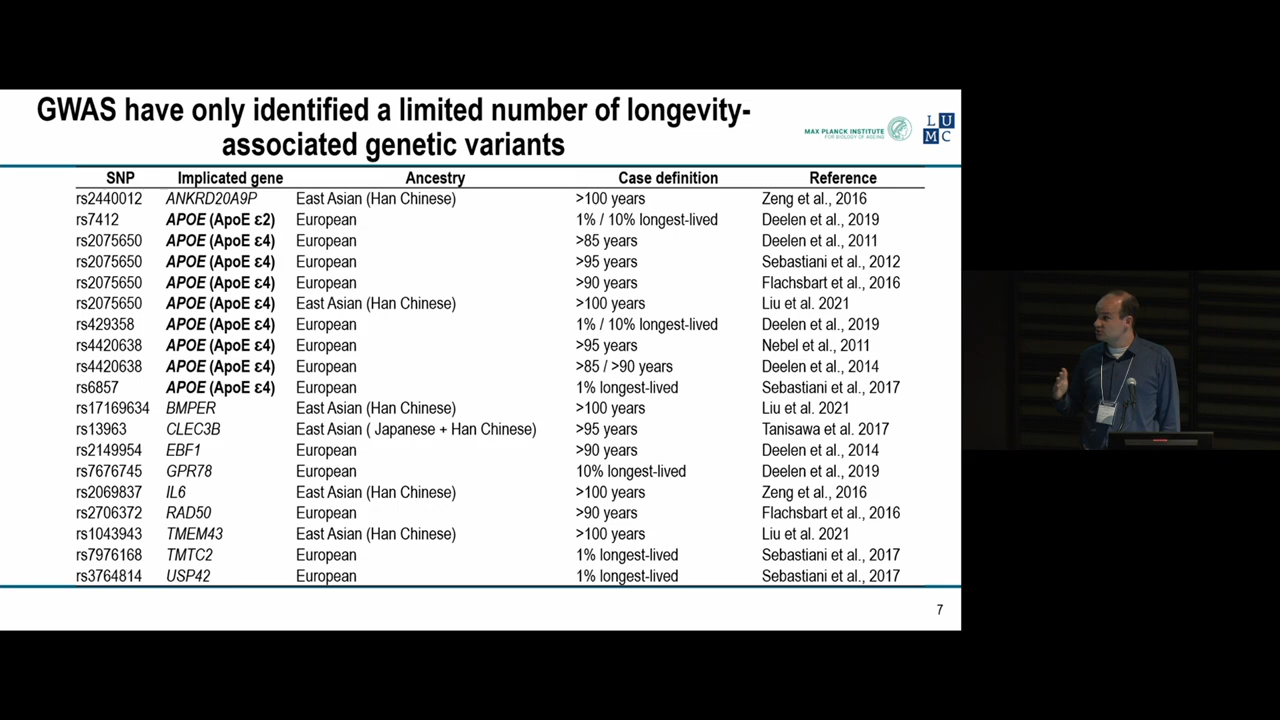 GWAS have only identified a limited number of longevity-
associated genetic variants
MAX PLANCK INSTITUTE
FOR BIOLOGY OF AGEING
L U
M C
SNP Implicated gene Ancestry Case definition Reference
rs2440012 ANKRD20A9P East Asian (Han Chinese) >100 years Zeng et al., 2016
rs7412 APOE (ApoE ε2) European 1% / 10% longest-lived Deelen et al., 2019
rs2075650 APOE (ApoE ε4) European >85 years Deelen et al., 2011
rs2075650 APOE (ApoE ε4) European >95 years Sebastiani et al., 2012
rs2075650 APOE (ApoE ε4) European >90 years Flachsbart et al., 2016
rs2075650 APOE (ApoE ε4) East Asian (Han Chinese) >100 years Liu et al. 2021
rs429358 APOE (ApoE ε4) European 1% / 10% longest-lived Deelen et al., 2019
rs4420638 APOE (ApoE ε4) European >95 years Nebel et al., 2011
rs4420638 APOE (ApoE ε4) European >85 / >90 years Deelen et al., 2014
rs6857 APOE (ApoE ε4) European 1% longest-lived Sebastiani et al., 2017
rs17169634 BMPER East Asian (Han Chinese) >100 years Liu et al. 2021
rs13963 CLEC3B East Asian ( Japanese + Han Chinese) >95 years Tanisawa et al. 2017
rs2149954 EBF1 European >90 years Deelen et al., 2014
rs7676745 GPR78 European 10% longest-lived Deelen et al., 2019
rs2069837 IL6 East Asian (Han Chinese) >100 years Zeng et al., 2016
rs2706372 RAD50 European >90 years Flachsbart et al., 2016
rs1043943 TMEM43 East Asian (Han Chinese) >100 years Liu et al. 2021
rs7976168 TMTC2 European 1% longest-lived Sebastiani et al., 2017
rs3764814 USP42 European 1% longest-lived Sebastiani et al., 2017
7